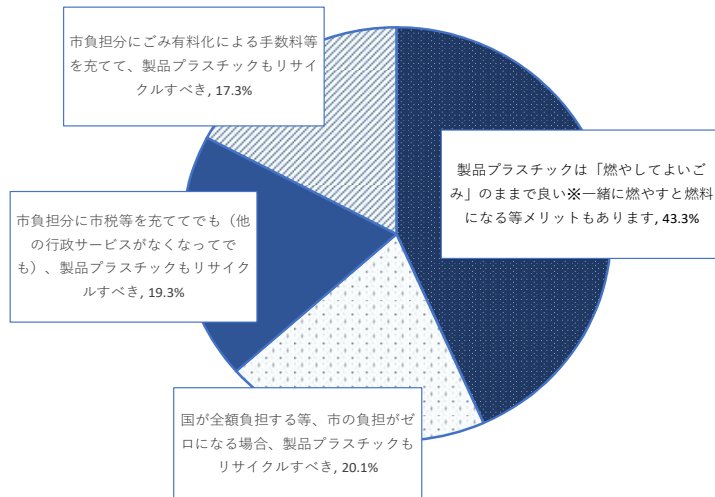 市負担分にごみ有料化による手数料等
を充てて、製品プラスチックもリサイ
クルすべき, 17.3%
製品プラスチックは「燃やしてよいご
み」のままで良い※一緒に燃やすと燃料
になる等メリットもあります, 43.3%
市負担分に市税等を充ててでも（他
の行政サービスがなくなってで
も）、製品プラスチックもリサイク
ルすべき, 19.3%
国が全額負担する等、市の負担がゼ
ロになる場合、製品プラスチックも
リサイクルすべき, 20.1%